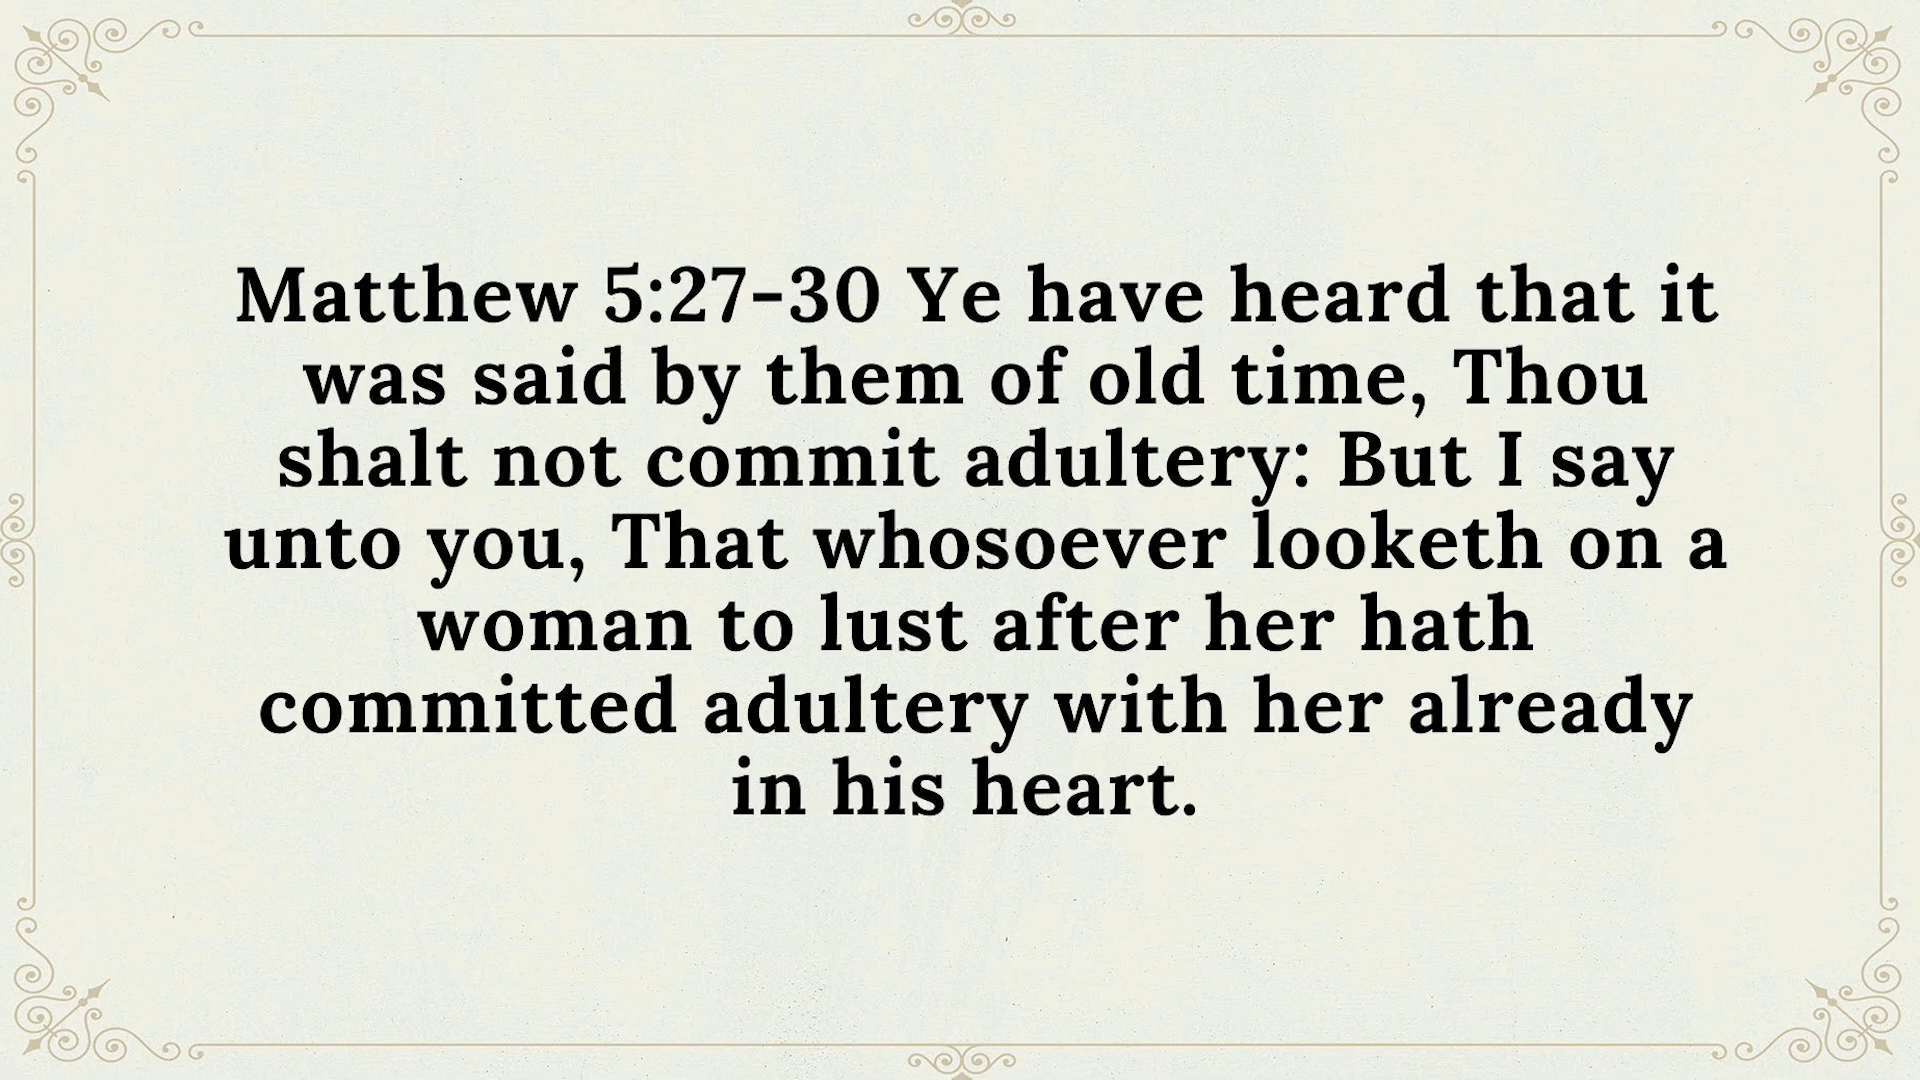 Matthew 5:27-30 Ye have heard that it
was said by them of old time, Thou
shalt not commit adultery: But I say
unto you, That whosoever looketh on a
woman to lust after her hath
committed adultery with her already
in his heart.